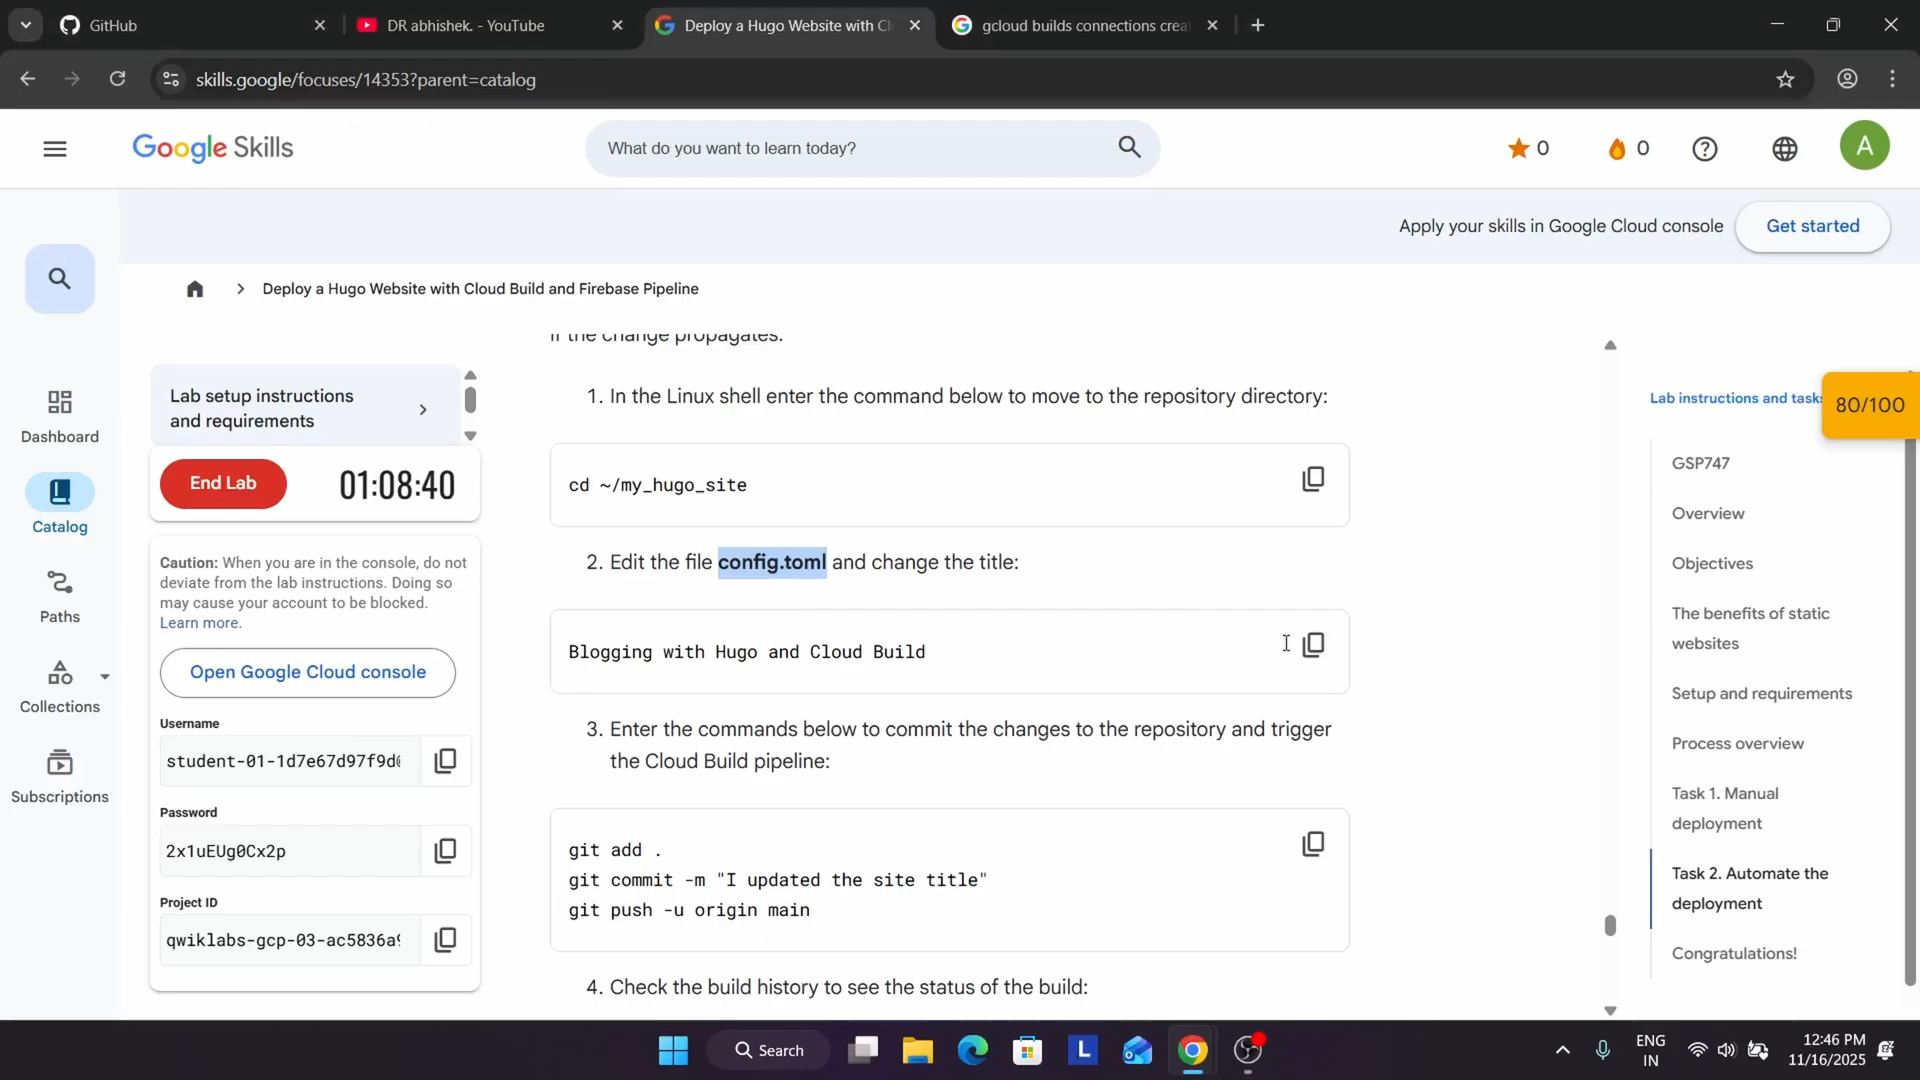 GitHub
DR abhishek. - YouTube
Deploy a Hugo Website with Cl
gcloud builds connections creat
skills.google/focuses/14353?parent=catalog
Google Skills
What do you want to learn today?
0
0
A
Apply your skills in Google Cloud console
Get started
Deploy a Hugo Website with Cloud Build and Firebase Pipeline
Dashboard
Catalog
Paths
Collections
Subscriptions
Lab setup instructions
and requirements
End Lab
01:08:40
Caution: When you are in the console, do not
deviate from the lab instructions. Doing so
may cause your account to be blocked.
Learn more.
Open Google Cloud console
Username
student-01-1d7e67d97f9d
Password
2x1uEUg0Cx2p
Project ID
qwiklabs-gcp-03-ac5836a9
if the change propagates.
1. In the Linux shell enter the command below to move to the repository directory:
cd ~/my_hugo_site
2. Edit the file config.toml and change the title:
Blogging with Hugo and Cloud Build
3. Enter the commands below to commit the changes to the repository and trigger
the Cloud Build pipeline:
git add .
git commit -m "I updated the site title"
git push -u origin main
4. Check the build history to see the status of the build:
Lab instructions and tasks
80/100
GSP747
Overview
Objectives
The benefits of static
websites
Setup and requirements
Process overview
Task 1. Manual
deployment
Task 2. Automate the
deployment
Congratulations!
Search
L
ENG
IN
12:46 PM
11/16/2025